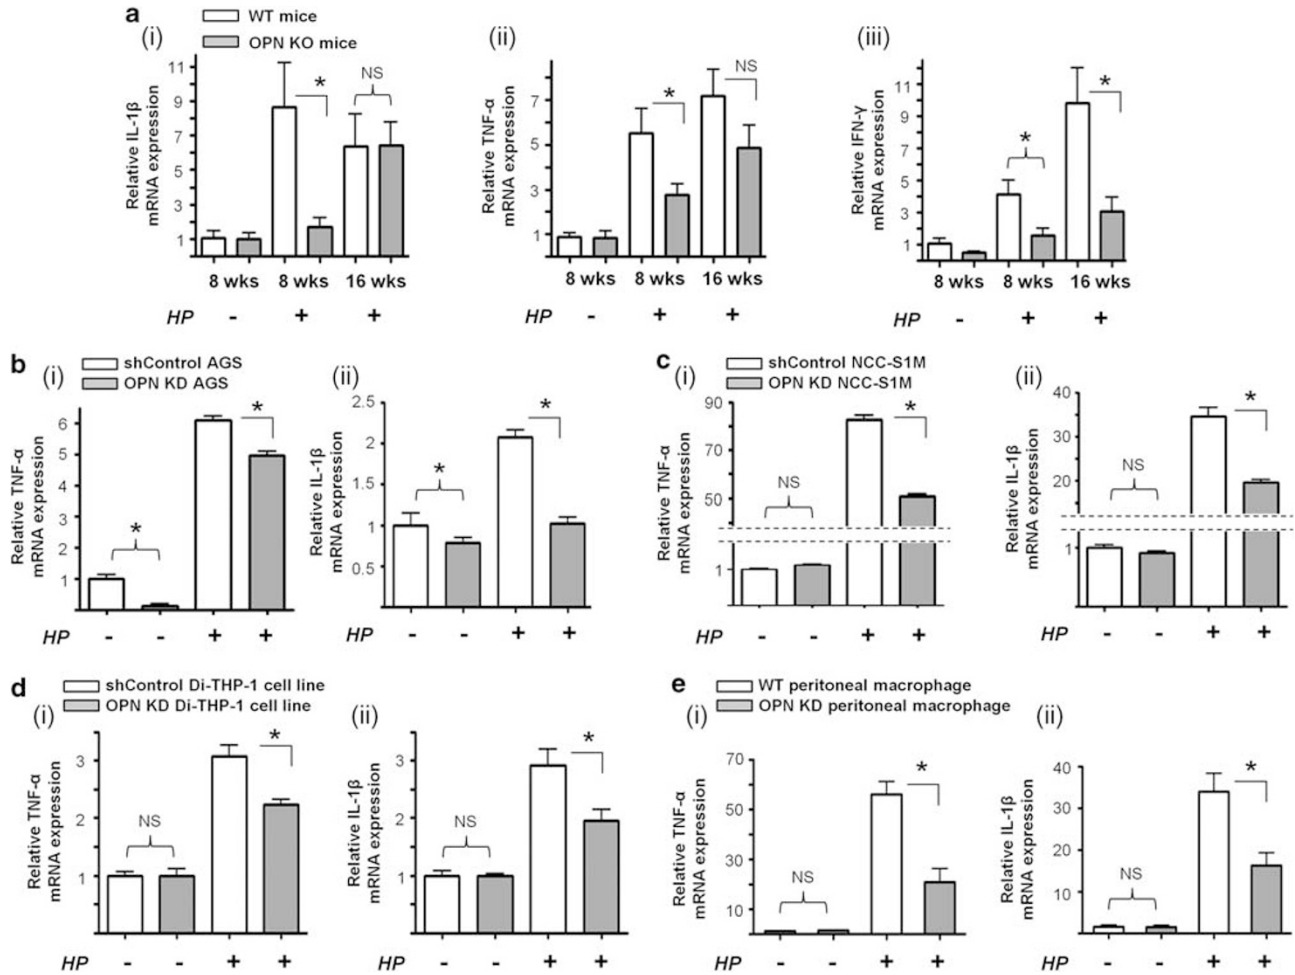 a
WT mice
OPN KO mice
(i)
Relative IL-1β
mRNA expression
11
9
7
5
3
1
*
NS
8 wks 8 wks 16 wks
HP - + +
(ii)
Relative TNF-α
mRNA expression
7
5
3
1
*
NS
8 wks 8 wks 16 wks
- + +
(iii)
Relative IFN-γ
mRNA expression
11
9
7
5
3
1
*
*
8 wks 8 wks 16 wks
HP - + +
b
shControl AGS
OPN KD AGS
(i)
Relative TNF-α
mRNA expression
6
5
4
3
2
1
*
*
HP - - + +
(ii)
Relative IL-1β
mRNA expression
2.5
2
1.5
1
0.5
*
*
- - + +
c
shControl NCC-S1M
OPN KD NCC-S1M
(i)
Relative TNF-α
mRNA expression
90
70
50
1
NS
*
HP - - + +
(ii)
Relative IL-1β
mRNA expression
40
30
20
1
NS
*
HP - - + +
d
shControl Di-THP-1 cell line
OPN KD Di-THP-1 cell line
(i)
Relative TNF-α
mRNA expression
3
2
1
NS
*
HP - - + +
(ii)
Relative IL-1β
mRNA expression
3
2
1
NS
*
- - + +
e
WT peritoneal macrophage
OPN KD peritoneal macrophage
(i)
Relative TNF-α
mRNA expression
70
50
30
10
NS
*
HP - - + +
(ii)
Relative IL-1β
mRNA expression
40
30
20
10
NS
*
HP - - + +